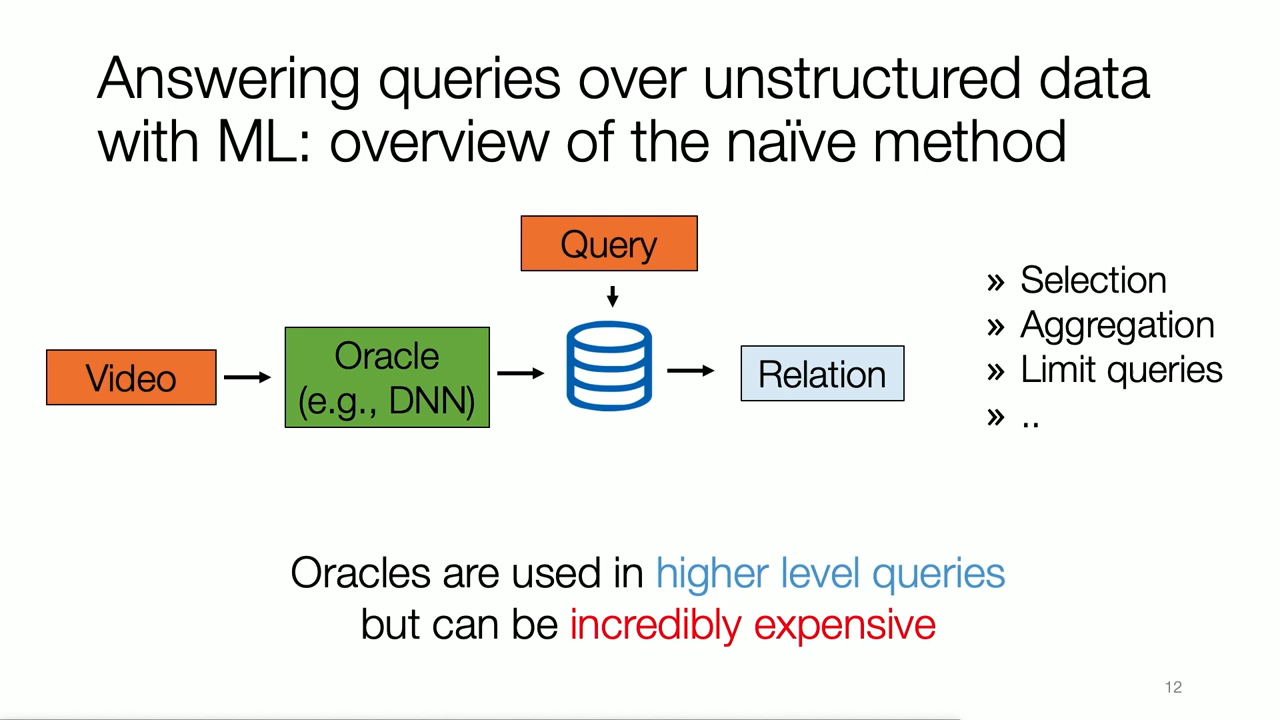 Answering queries over unstructured data
with ML: overview of the naïve method
Query
Video
Oracle
(e.g., DNN)
Relation
» Selection
» Aggregation
» Limit queries
» ..
Oracles are used in higher level queries
but can be incredibly expensive
12